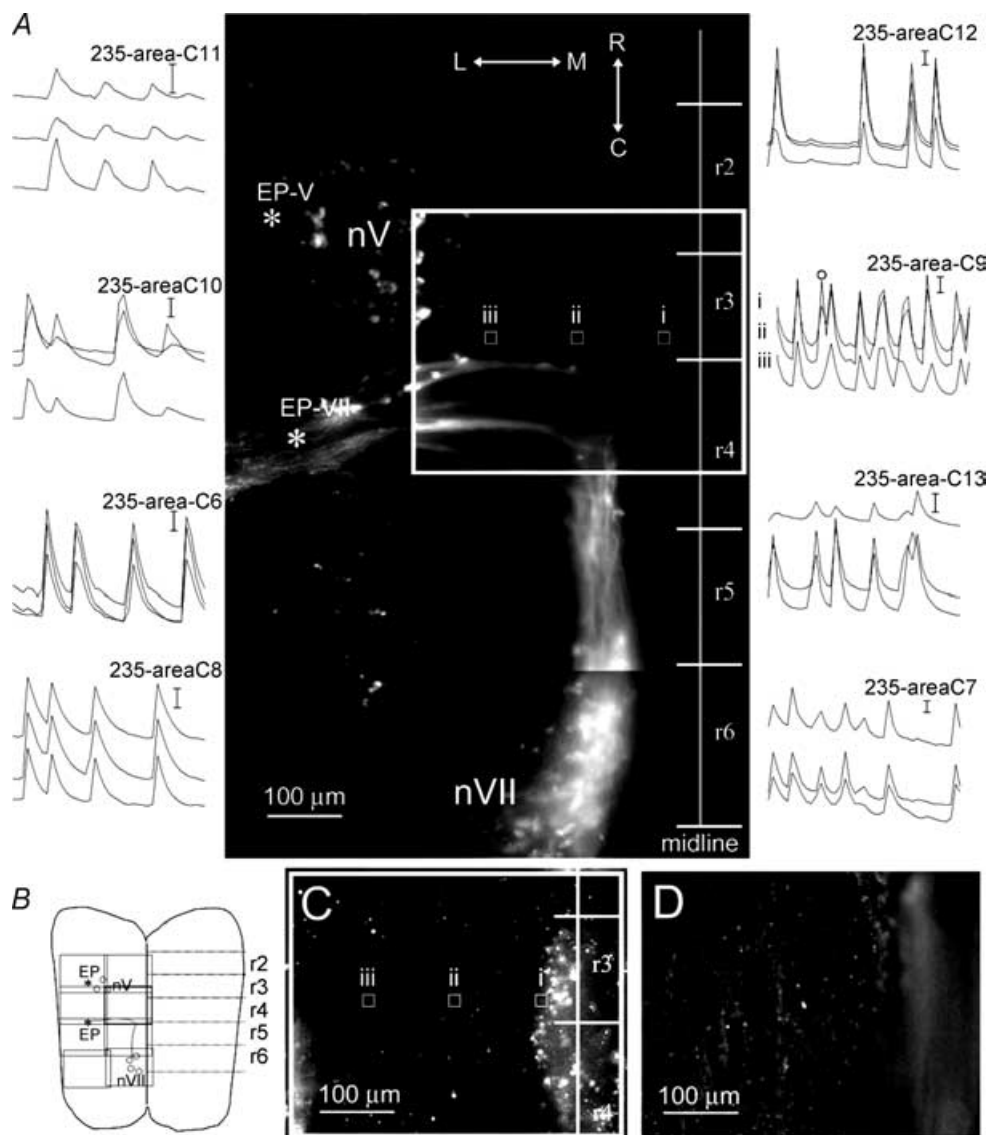 A
235-area-C11
235-areaC10
235-area-C6
235-areaC8
L M
R
C
EP-V
nV
EP-VII
iii ii i
r2
r3
r4
r5
r6
nVII
100 μm
midline
235-areaC12
235-area-C9
i
ii
iii
235-area-C13
235-areaC7
B
EP
nV
EP
nVII
r2
r3
r4
r5
r6
C
iii ii i
r3
r4
100 μm
D
100 μm